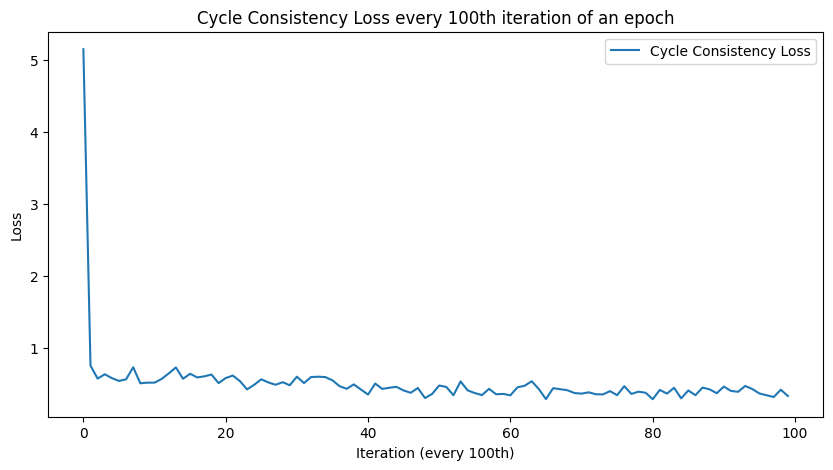 Cycle Consistency Loss every 100th iteration of an epoch
Cycle Consistency Loss
5
4
3
2
1
Loss
0 20 40 60 80 100
Iteration (every 100th)